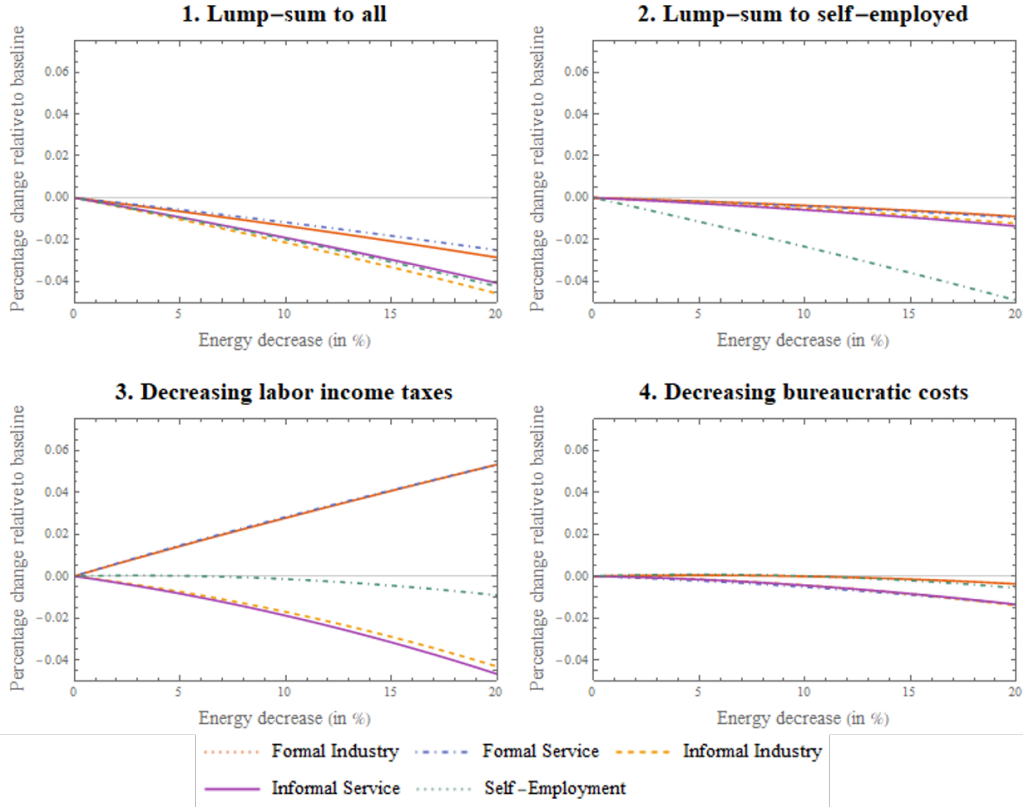 1. Lump−sum to all
Percentage change relative to baseline
0.06
0.04
0.02
0.00
−0.02
−0.04
0 5 10 15 20
Energy decrease (in %)
2. Lump−sum to self−employed
Percentage change relative to baseline
0.06
0.04
0.02
0.00
−0.02
−0.04
0 5 10 15 20
Energy decrease (in %)
3. Decreasing labor income taxes
Percentage change relative to baseline
0.06
0.04
0.02
0.00
−0.02
−0.04
0 5 10 15 20
Energy decrease (in %)
4. Decreasing bureaucratic costs
Percentage change relative to baseline
0.06
0.04
0.02
0.00
−0.02
−0.04
0 5 10 15 20
Energy decrease (in %)
Formal Industry Formal Service Informal Industry
Informal Service Self−Employment